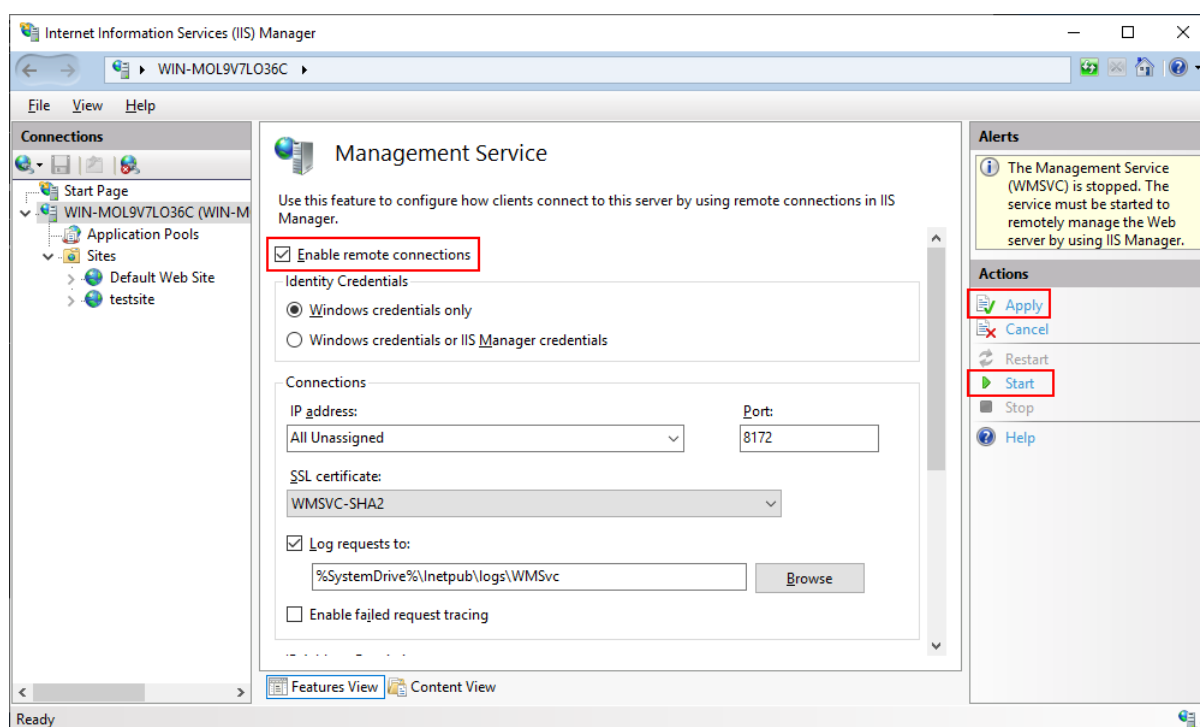 Internet Information Services (IIS) Manager
WIN-MOL9V7LO36C
File View Help
Connections
Start Page
WIN-MOL9V7LO36C (WIN-M
Application Pools
Sites
Default Web Site
testsite
Management Service
Use this feature to configure how clients connect to this server by using remote connections in IIS
Manager.
Enable remote connections
Identity Credentials
Windows credentials only
Windows credentials or IIS Manager credentials
Connections
IP address:
Port:
All Unassigned
8172
SSL certificate:
WMSVC-SHA2
Log requests to:
%SystemDrive%\Inetpub\logs\WMSvc
Browse
Enable failed request tracing
Features View
Content View
Alerts
The Management Service
(WMSVC) is stopped. The
service must be started to
remotely manage the Web
server by using IIS Manager.
Actions
Apply
Cancel
Restart
Start
Stop
Help
Ready